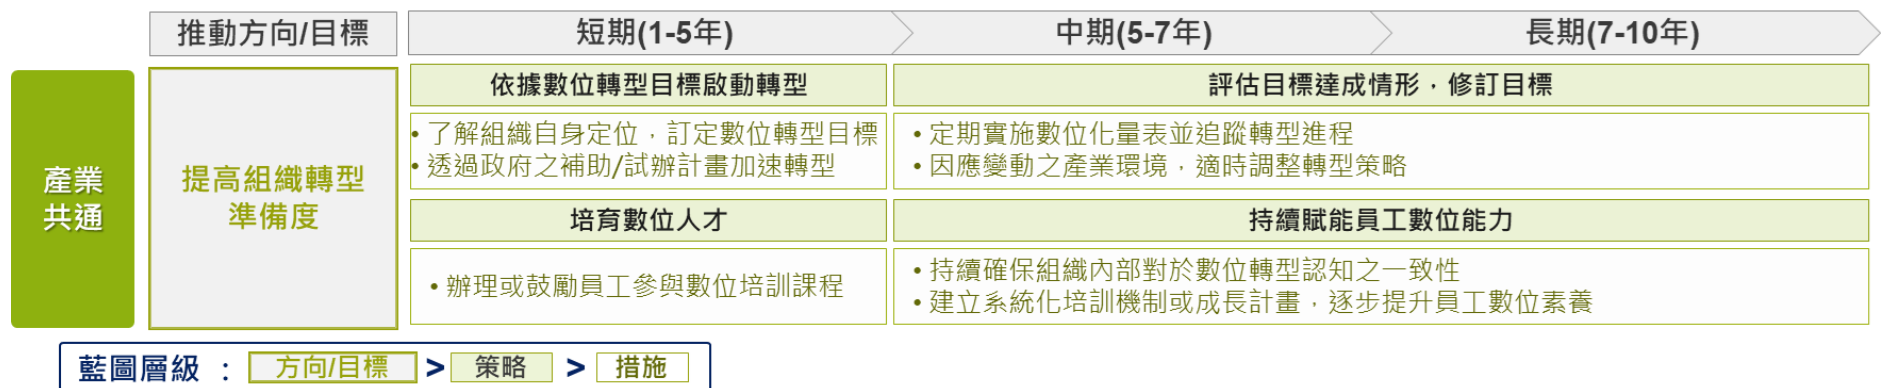 推動方向/目標
短期(1-5年)
中期(5-7年)
長期(7-10年)
產業
共通
提高組織轉型
準備度
依據數位轉型目標啟動轉型
• 了解組織自身定位，訂定數位轉型目標
• 透過政府之補助/試辦計畫加速轉型
評估目標達成情形，修訂目標
• 定期實施數位化量表並追蹤轉型進程
• 因應變動之產業環境，適時調整轉型策略
培育數位人才
• 辦理或鼓勵員工參與數位培訓課程
持續賦能員工數位能力
• 持續確保組織內部對於數位轉型認知之一致性
• 建立系統化培訓機制或成長計畫，逐步提升員工數位素養
藍圖層級 ： 方向/目標 > 策略 > 措施